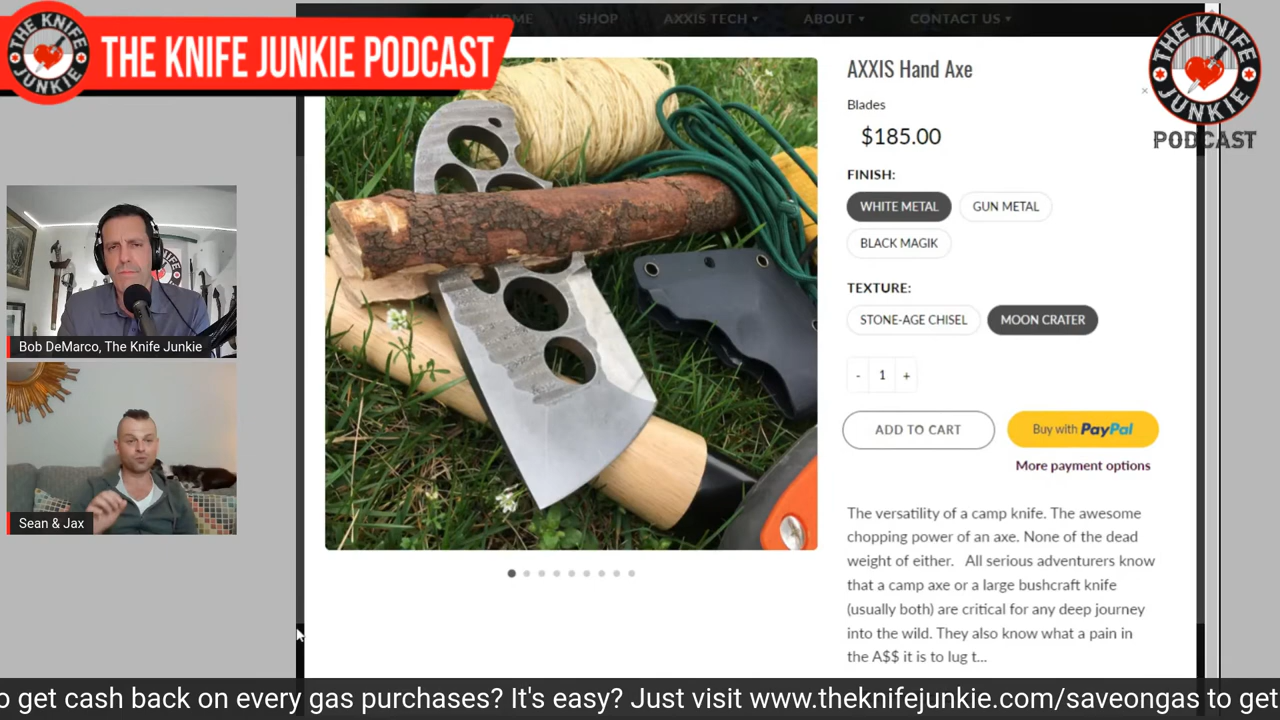 THE KNIFE JUNKIE
THE KNIFE JUNKIE PODCAST
HOME SHOP AXXIS TECH ABOUT CONTACT US
THE KNIFE JUNKIE
PODCAST
AXXIS Hand Axe
Blades
$185.00
FINISH:
WHITE METAL GUN METAL
BLACK MAGIK
TEXTURE:
STONE-AGE CHISEL MOON CRATER
- 1 +
ADD TO CART Buy with PayPal
More payment options
The versatility of a camp knife. The awesome
chopping power of an axe. None of the dead
weight of either. All serious adventurers know
that a camp axe or a large bushcraft knife
(usually both) are critical for any deep journey
into the wild. They also know what a pain in
the A$$ it is to lug t...
Bob DeMarco, The Knife Junkie
Sean & Jax
o get cash back on every gas purchases? It's easy? Just visit www.theknifejunkie.com/saveongas to get